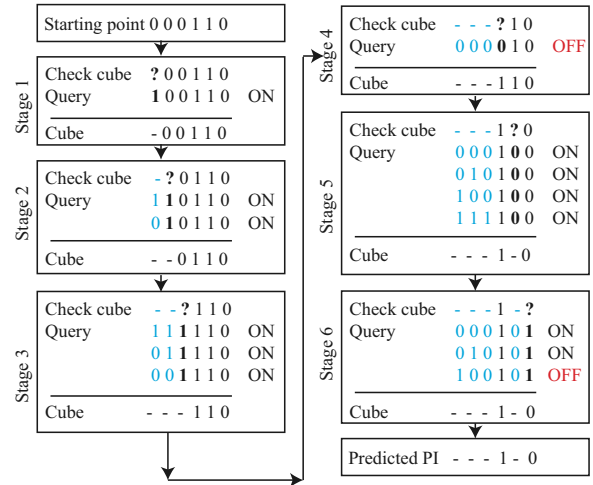 Starting point 0 0 0 1 1 0
Stage 1
Check cube ? 0 0 1 1 0
Query 1 0 0 1 1 0 ON
Cube - 0 0 1 1 0
Stage 2
Check cube - ? 0 1 1 0
Query 1 1 0 1 1 0 ON
0 1 0 1 1 0 ON
Cube - - 0 1 1 0
Stage 3
Check cube - - ? 1 1 0
Query 1 1 1 1 1 0 ON
0 1 1 1 1 0 ON
0 0 1 1 1 0 ON
Cube - - - 1 1 0
Stage 4
Check cube - - - ? 1 0
Query 0 0 0 0 1 0 OFF
Cube - - - 1 1 0
Stage 5
Check cube - - - 1 ? 0
Query 0 0 0 1 0 0 ON
0 1 0 1 0 0 ON
1 0 0 1 0 0 ON
1 1 1 1 0 0 ON
Cube - - - 1 - 0
Stage 6
Check cube - - - 1 - ?
Query 0 0 0 1 0 1 ON
0 1 0 1 0 1 ON
1 0 0 1 0 1 OFF
Cube - - - 1 - 0
Predicted PI - - - 1 - 0